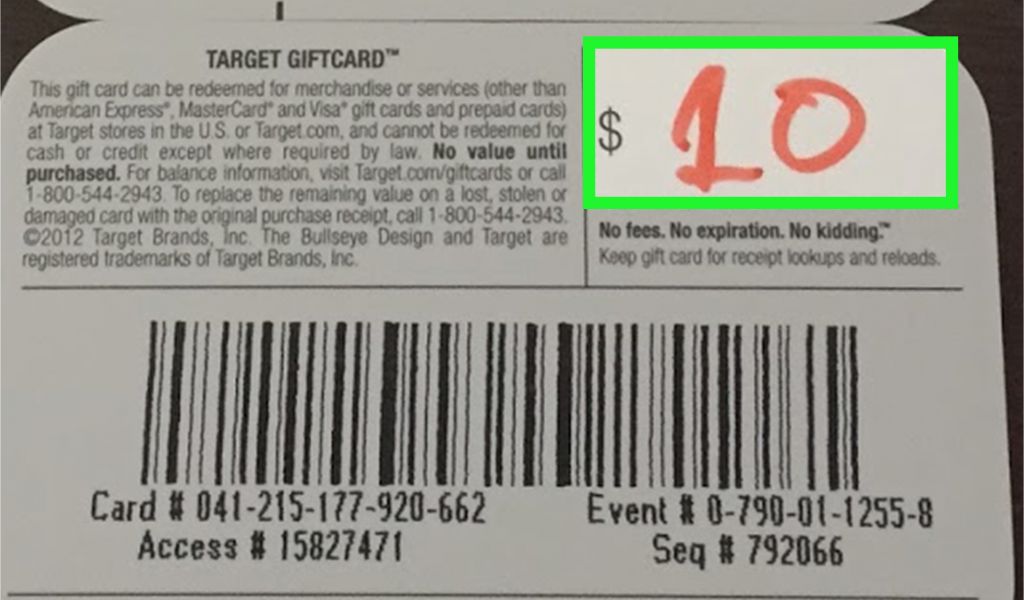 TARGET GIFTCARD™
This gift card can be redeemed for merchandise or services (other than
American Express®, MasterCard® and Visa® gift cards and prepaid cards)
at Target stores in the U.S. or Target.com, and cannot be redeemed for
cash or credit except where required by law. No value until
purchased. For balance information, visit Target.com/giftcards or call
1-800-544-2943. To replace the remaining value on a lost, stolen or
damaged card with the original purchase receipt, call 1-800-544-2943.
©2012 Target Brands, Inc. The Bullseye Design and Target are
registered trademarks of Target Brands, Inc.
$ 10
No fees. No expiration. No kidding.™
Keep gift card for receipt lookups and reloads.
Card # 041-215-177-920-662
Access # 15827471
Event # 0-790-01-1255-8
Seq # 792066